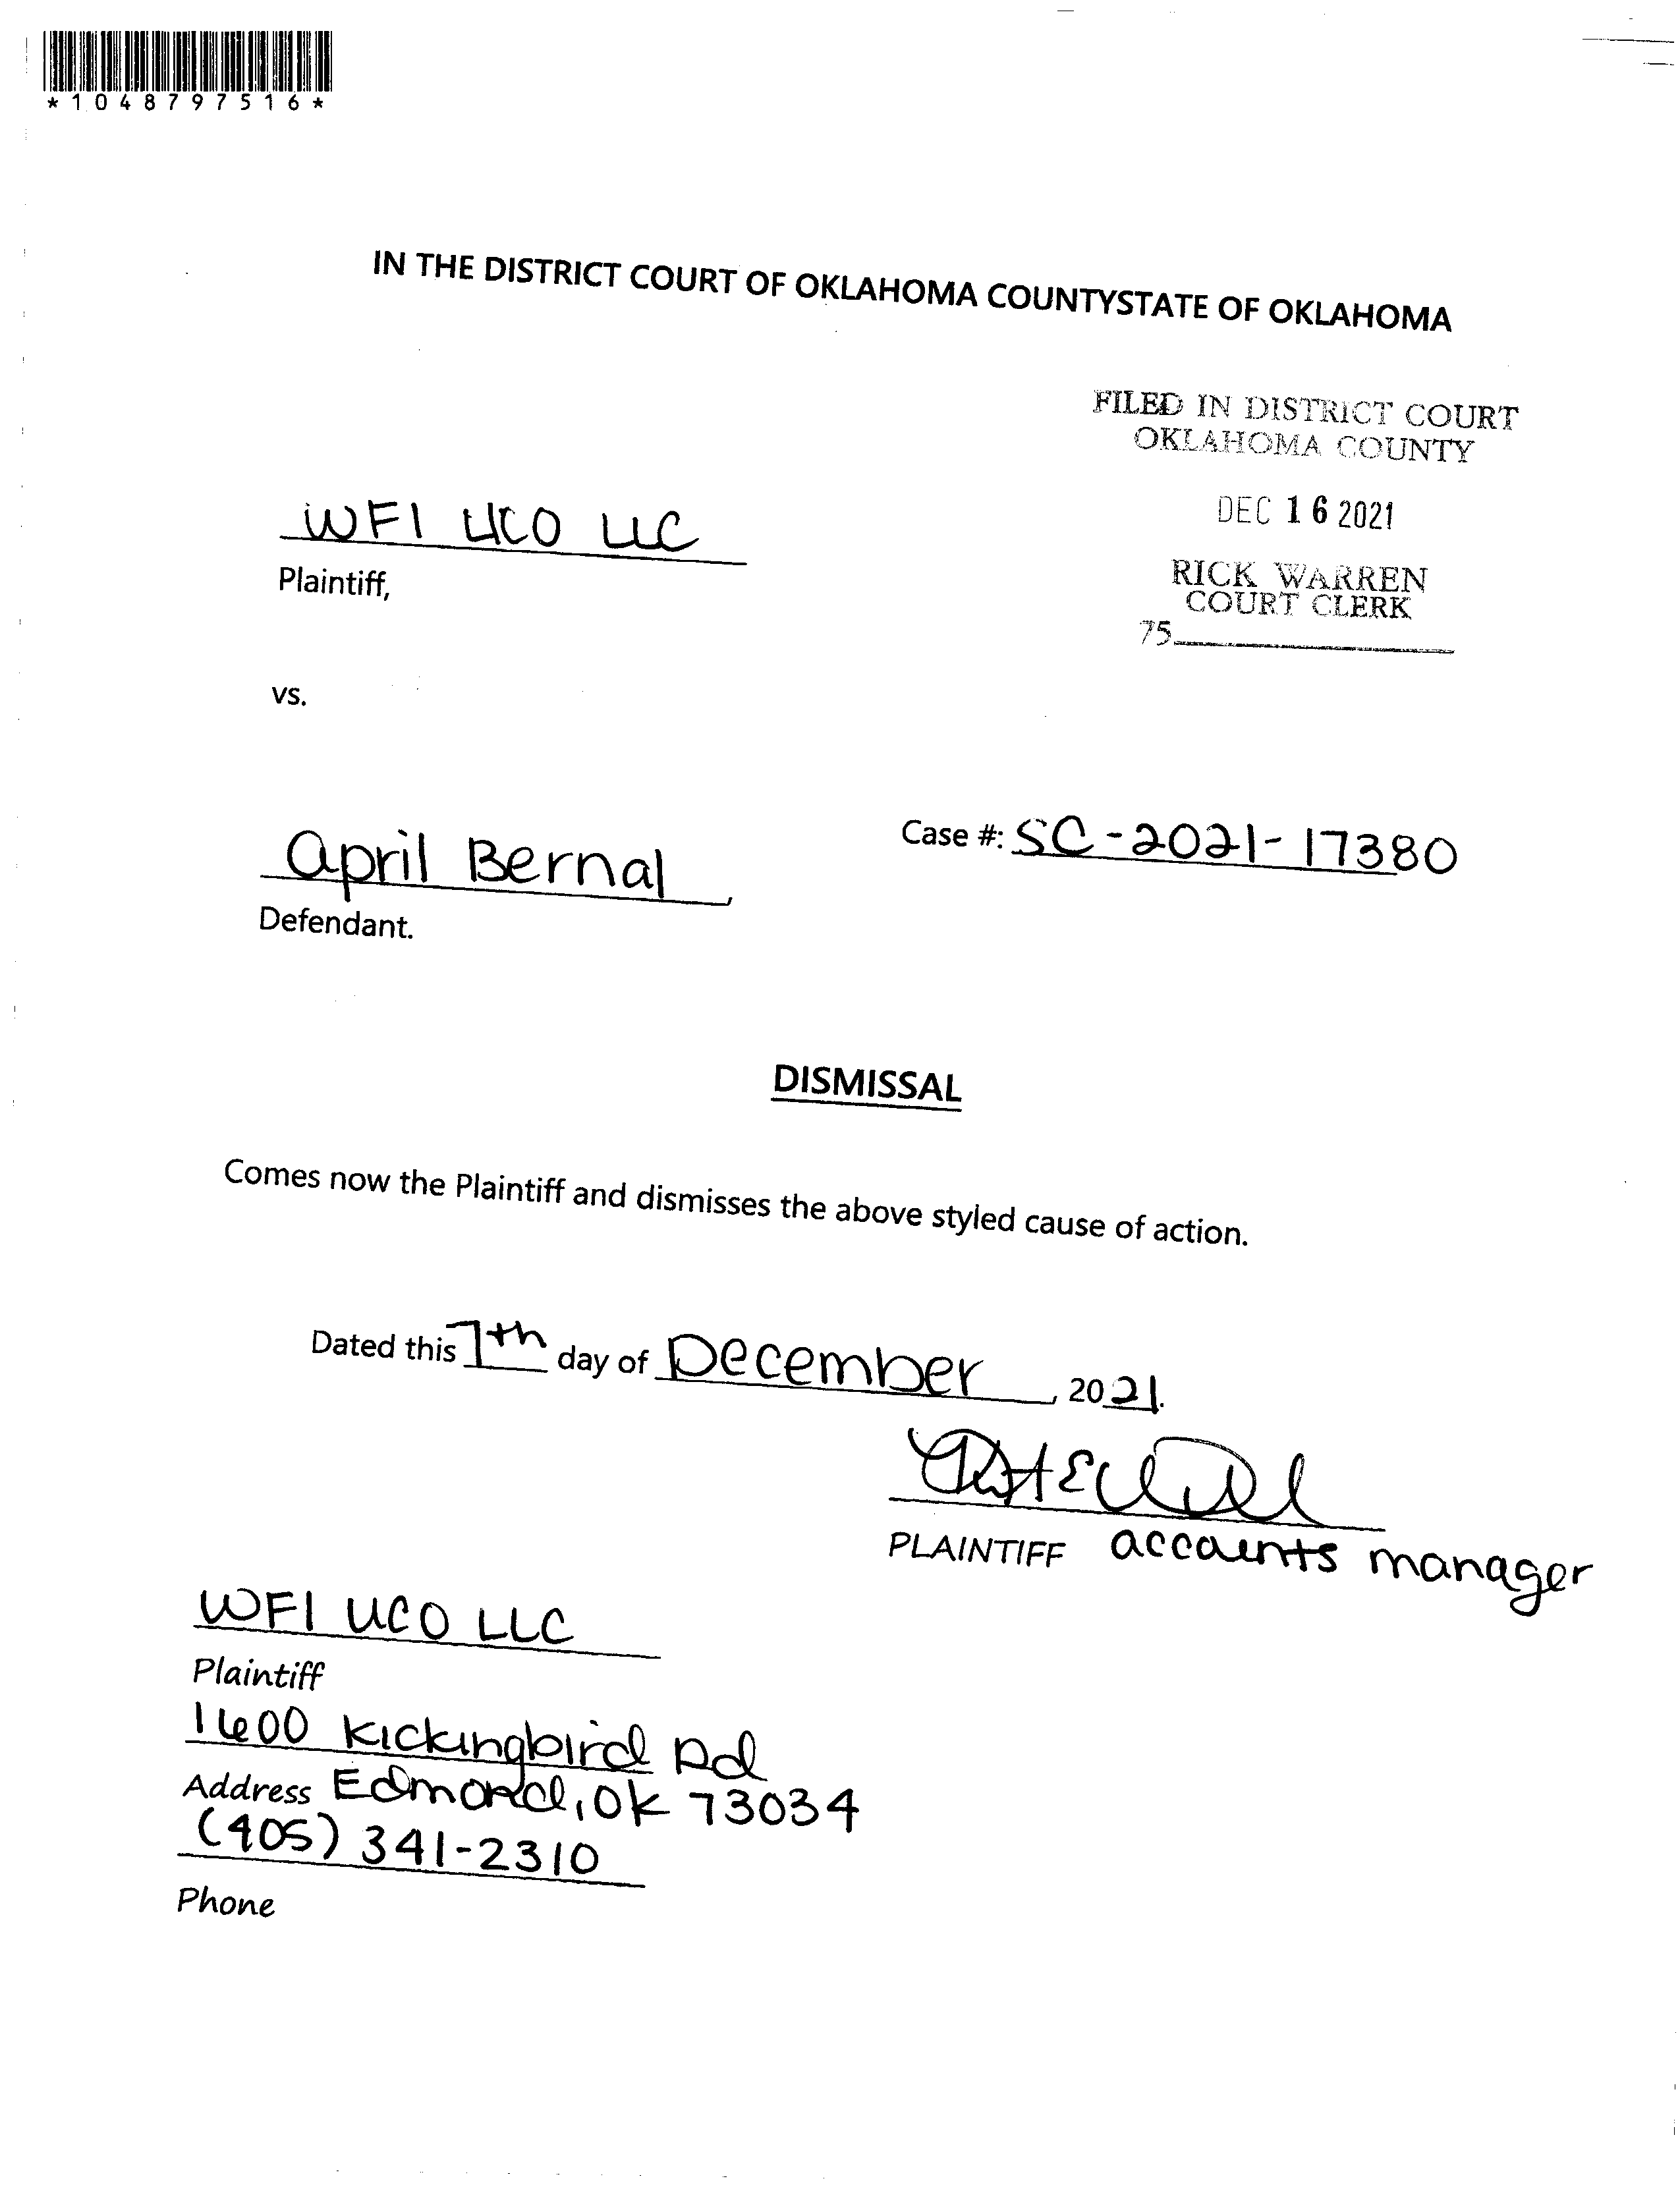 *1048797516*
IN THE DISTRICT COURT OF OKLAHOMA COUNTYSTATE OF OKLAHOMA
FILED IN DISTRICT COURT
OKLAHOMA COUNTY
DEC 16 2021
RICK WARREN
COURT CLERK
75
WFI UCO LLC
Plaintiff,
vs.
April Bernal,
Defendant.
Case #: SC-2021-17380
DISMISSAL
Comes now the Plaintiff and dismisses the above styled cause of action.
Dated this 7th day of December, 2021.
PLAINTIFF accounts manager
WFI UCO LLC
Plaintiff
1600 Kickingbird Rd
Address Edmond, OK 73034
(405) 341-2310
Phone